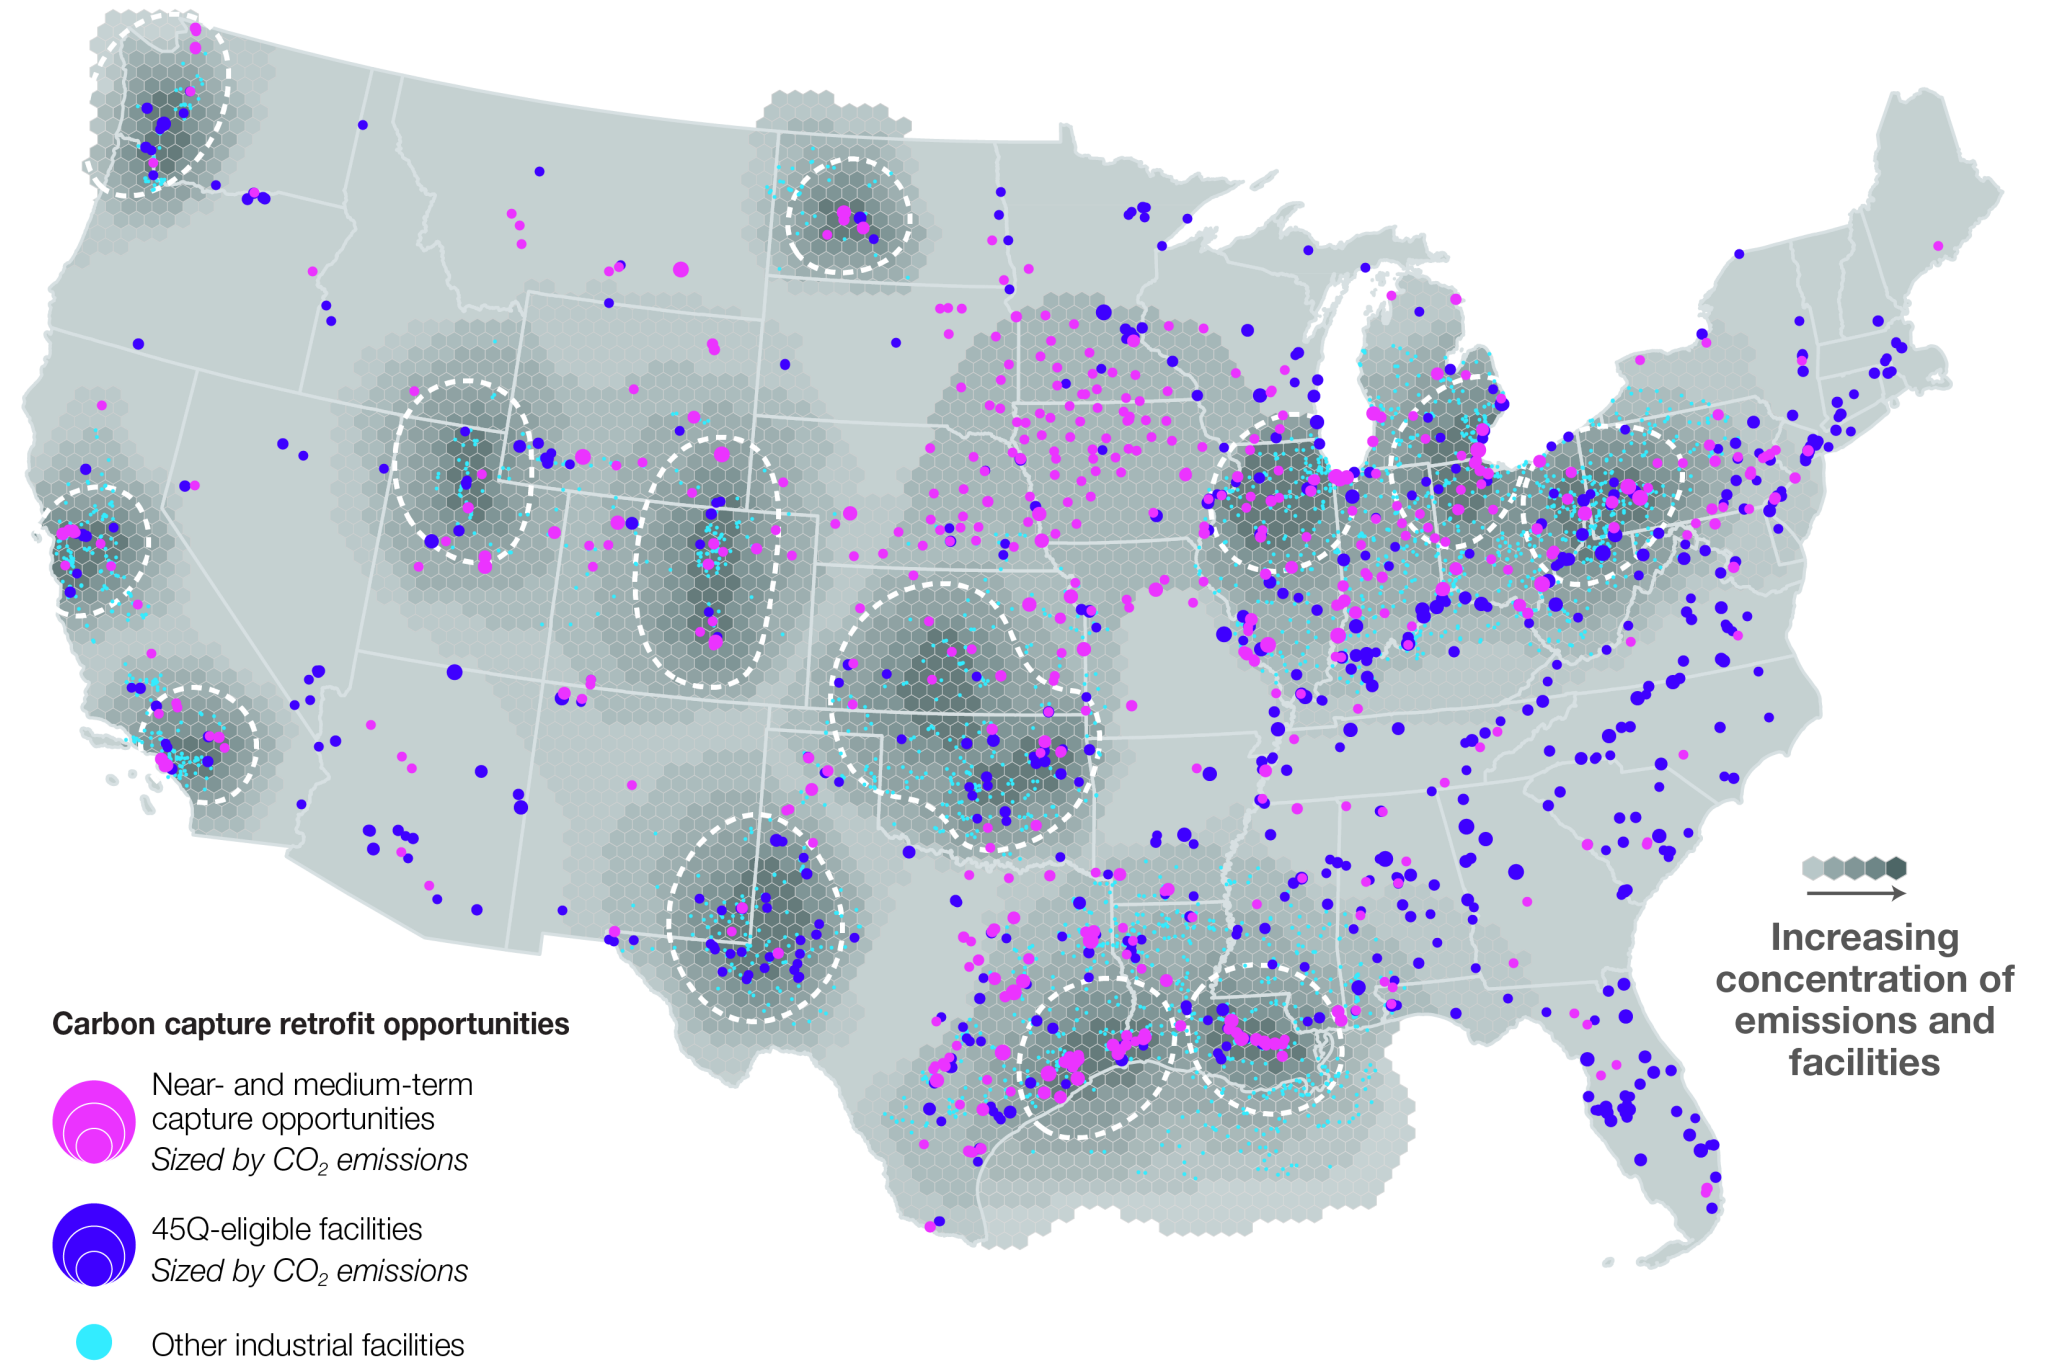 Increasing
concentration of
emissions and
facilities
Carbon capture retrofit opportunities
Near- and medium-term
capture opportunities
Sized by CO₂ emissions
45Q-eligible facilities
Sized by CO₂ emissions
Other industrial facilities